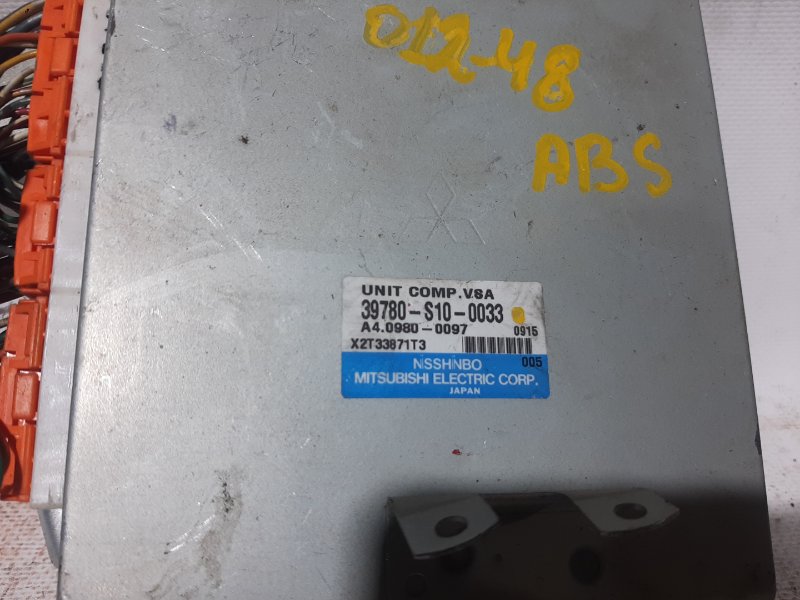 012-48
ABS
UNIT COMP.VSA
39780-S10-0033
A4.0980-0097 0915
X2T33871T3
005
NISSHINBO
MITSUBISHI ELECTRIC CORP.
JAPAN